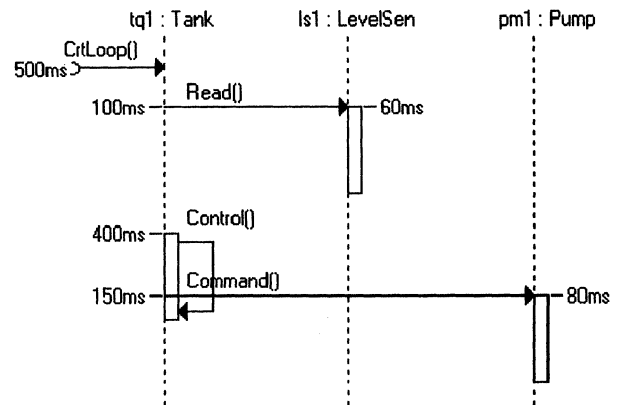 tq1 : Tank ls1 : LevelSen pm1 : Pump
CrtLoop()
500ms
Read()
100ms 60ms
Control()
400ms
Command()
150ms 80ms